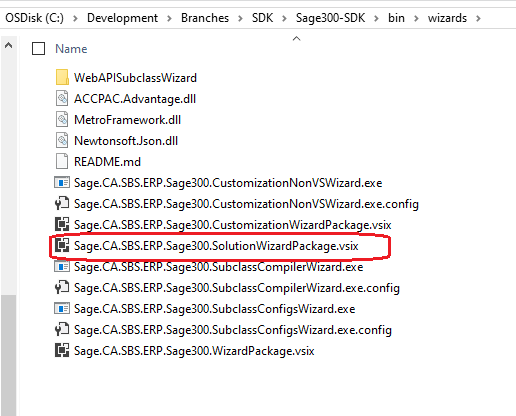 OSDisk (C:) > Development > Branches > SDK > Sage300-SDK > bin > wizards >
Name
WebAPISubclassWizard
ACCPAC.Advantage.dll
MetroFramework.dll
Newtonsoft.Json.dll
README.md
Sage.CA.SBS.ERP.Sage300.CustomizationNonVSWizard.exe
Sage.CA.SBS.ERP.Sage300.CustomizationNonVSWizard.exe.config
Sage.CA.SBS.ERP.Sage300.CustomizationWizardPackage.vsix
Sage.CA.SBS.ERP.Sage300.SolutionWizardPackage.vsix
Sage.CA.SBS.ERP.Sage300.SubclassCompilerWizard.exe
Sage.CA.SBS.ERP.Sage300.SubclassCompilerWizard.exe.config
Sage.CA.SBS.ERP.Sage300.SubclassConfigsWizard.exe
Sage.CA.SBS.ERP.Sage300.SubclassConfigsWizard.exe.config
Sage.CA.SBS.ERP.Sage300.WizardPackage.vsix